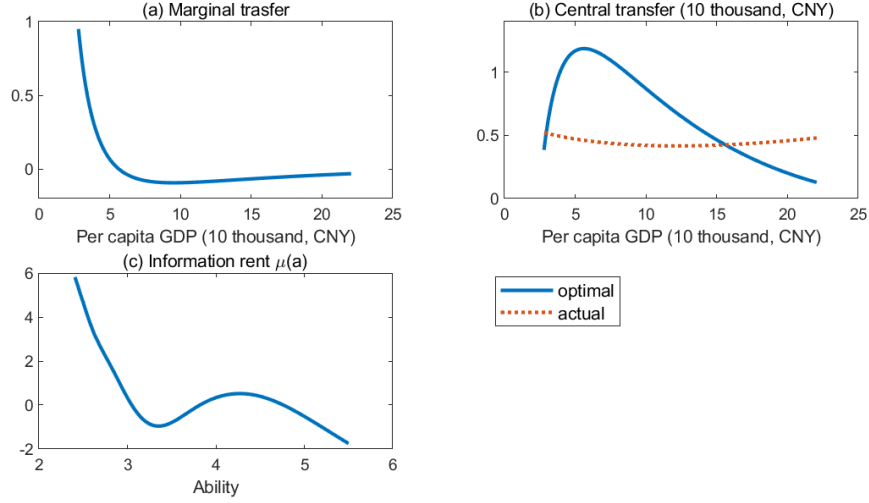 (a) Marginal trasfer
1
0.5
0
0 5 10 15 20 25
Per capita GDP (10 thousand, CNY)
(b) Central transfer (10 thousand, CNY)
1
0.5
0
0 5 10 15 20 25
Per capita GDP (10 thousand, CNY)
(c) Information rent μ(a)
6
4
2
0
-2
2 3 4 5 6
Ability
optimal
actual